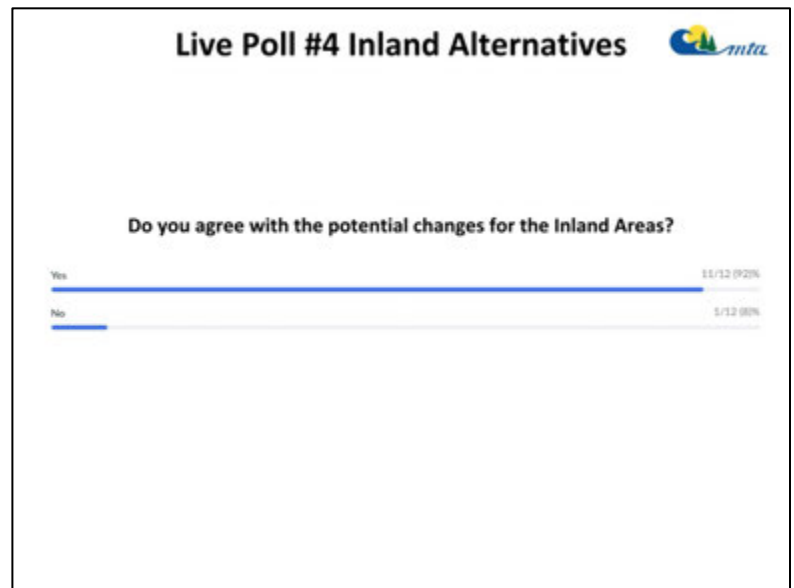 Live Poll #4 Inland Alternatives
mta
Do you agree with the potential changes for the Inland Areas?
Yes
11/12 (92)%
No
1/12 (8)%